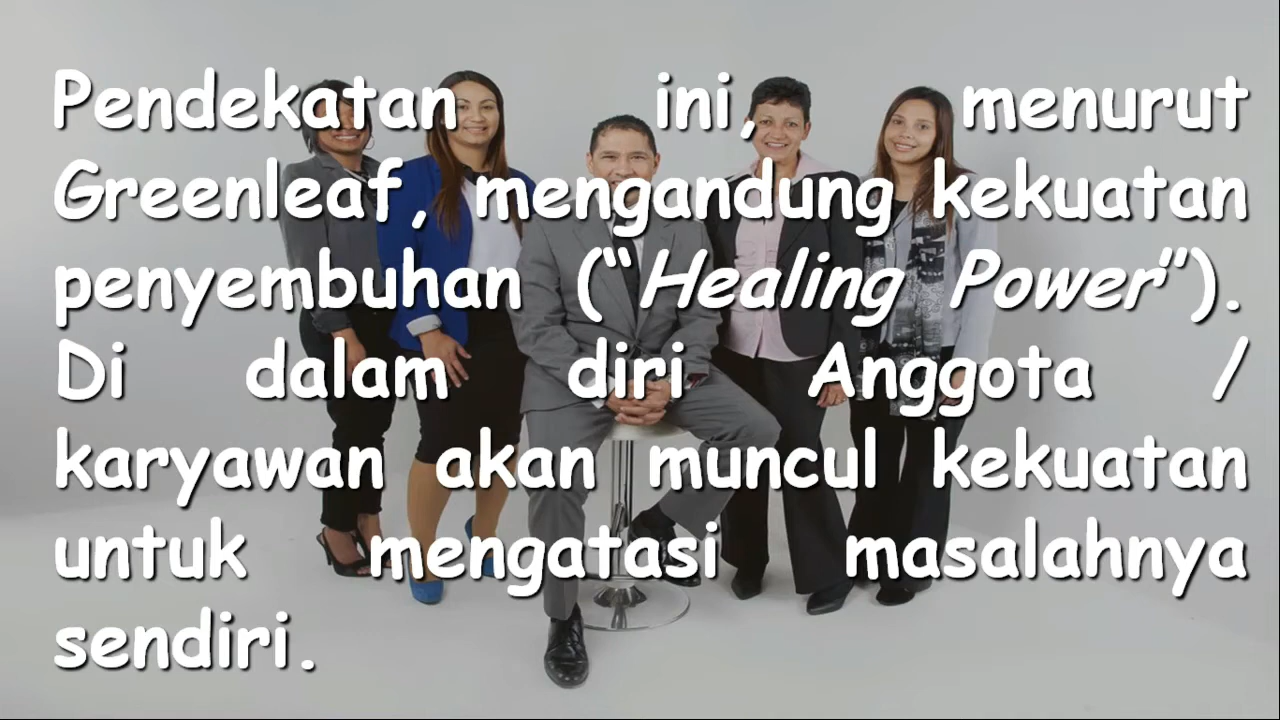 Pendekatan ini, menurut
Greenleaf, mengandung kekuatan
penyembuhan (“Healing Power”).
Di dalam diri Anggota /
karyawan akan muncul kekuatan
untuk mengatasi masalahnya
sendiri.